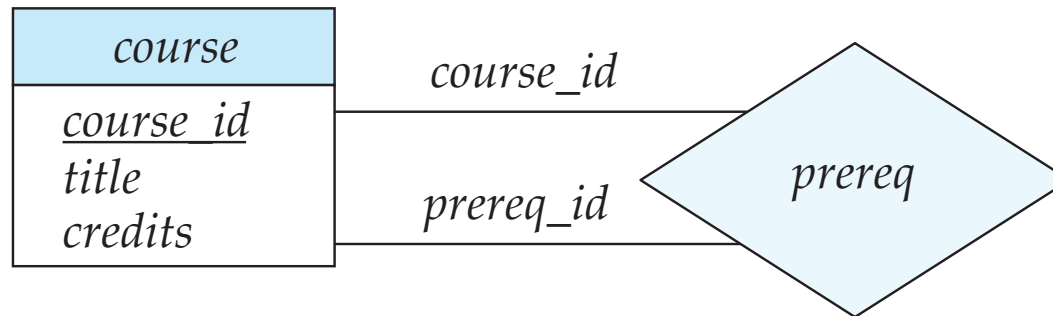 course
course_id
title
credits
course_id
prereq_id
prereq